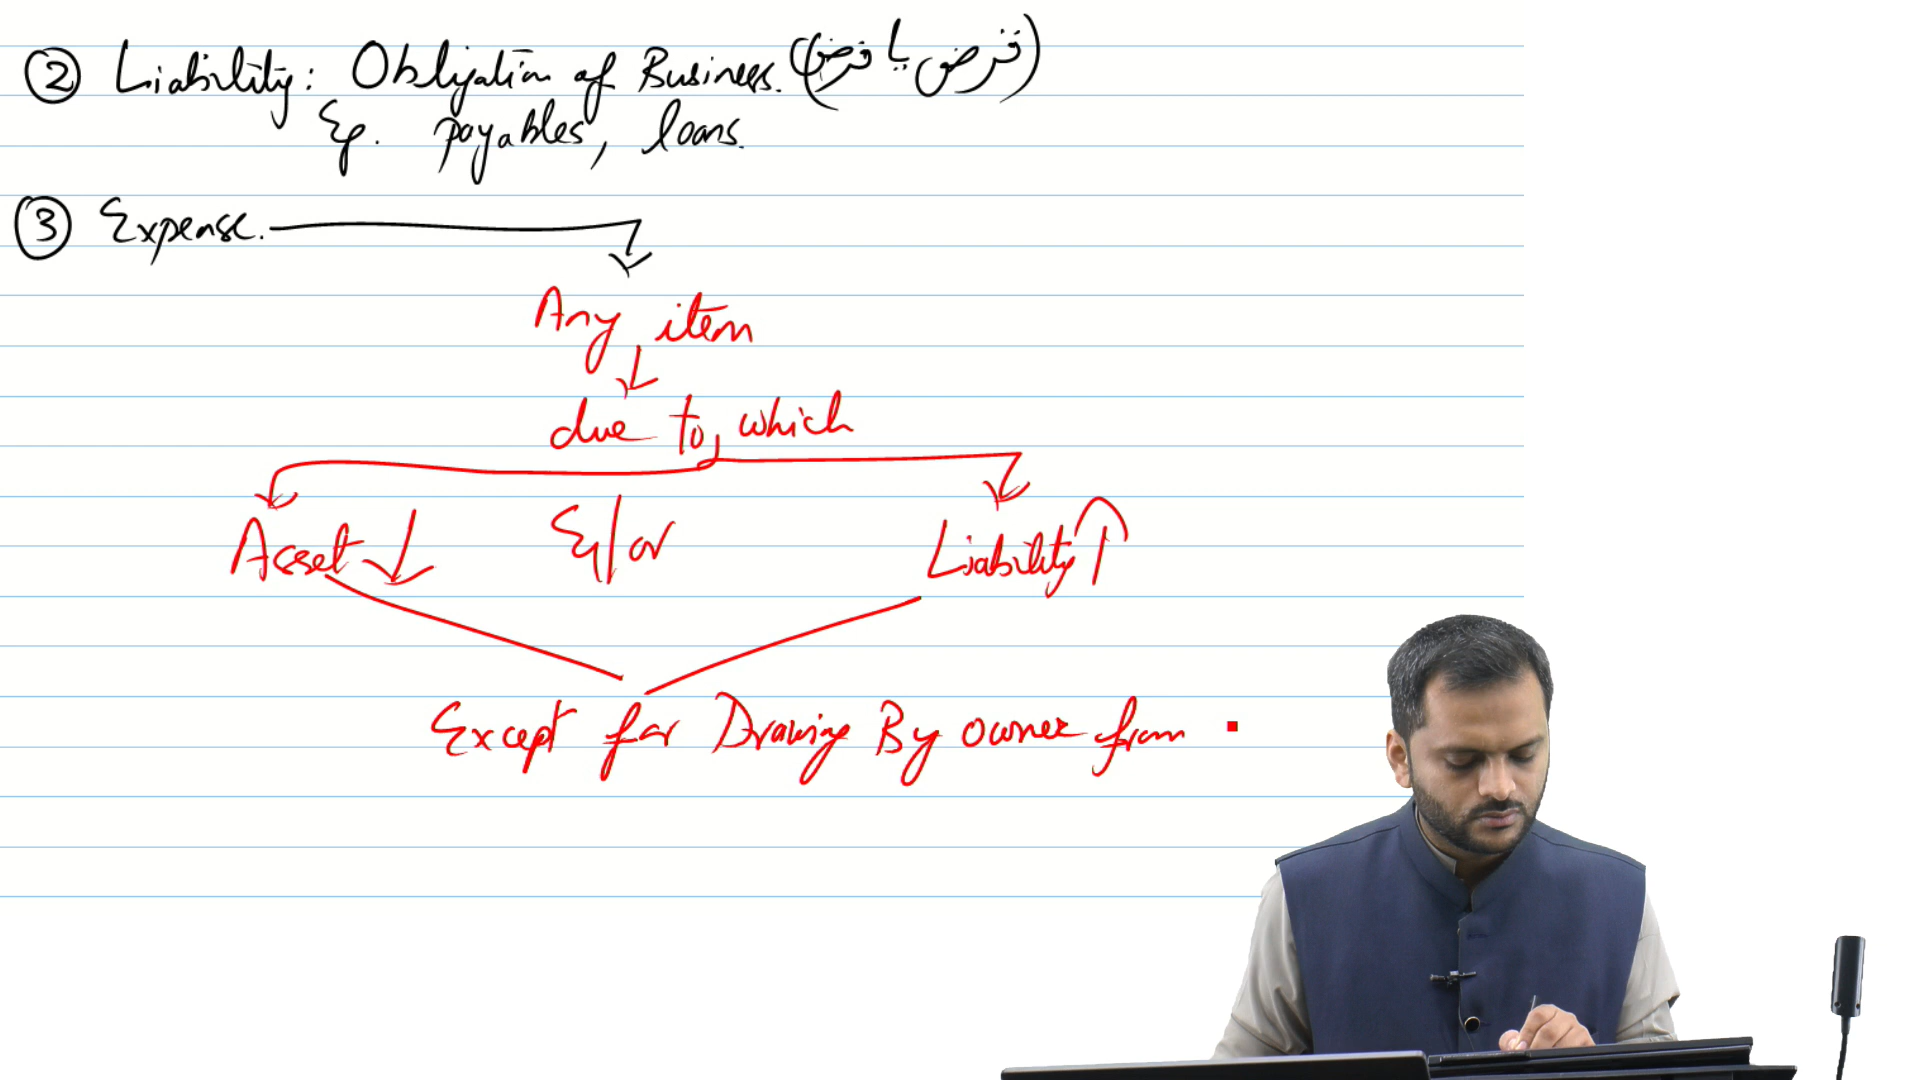 ② Liability: Obligation of Business. (قرض یا فرض)
Eg. payables, loans.
③ Expense.
Any item
due to, which
Asset ↓ &/or Liability ↑
Except for Drawing By owner from